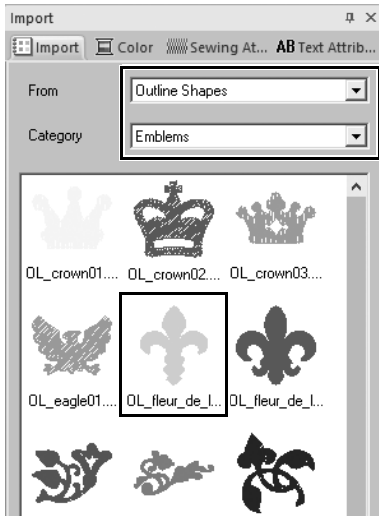 Import
Import Color Sewing At... AB Text Attrib...
From Outline Shapes
Category Emblems
OL_crown01.... OL_crown02.... OL_crown03....
OL_eagle01.... OL_fleur_de_l... OL_fleur_de_l...